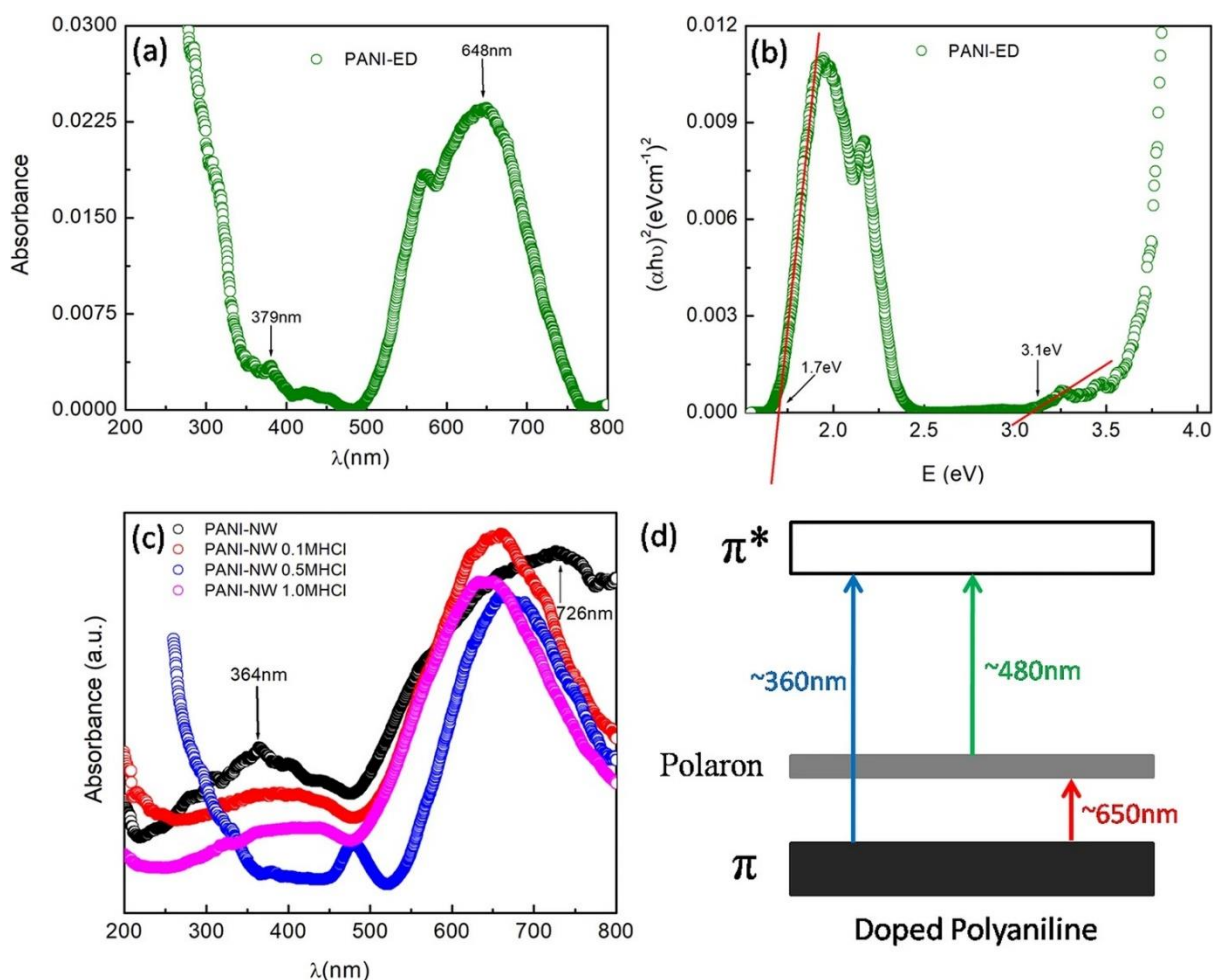 (a)
PANI-ED
648nm
379nm
Absorbance
0.0300
0.0225
0.0150
0.0075
0.0000
200 300 400 500 600 700 800
λ(nm)
(b)
PANI-ED
1.7eV
3.1eV
(αhυ)²(eVcm⁻¹)²
0.012
0.009
0.006
0.003
0.000
2.0 2.5 3.0 3.5 4.0
E (eV)
(c)
PANI-NW
PANI-NW 0.1MHCl
PANI-NW 0.5MHCl
PANI-NW 1.0MHCl
726nm
364nm
Absorbance (a.u.)
200 300 400 500 600 700 800
λ(nm)
(d)
π*
~360nm
~480nm
Polaron
~650nm
π
Doped Polyaniline